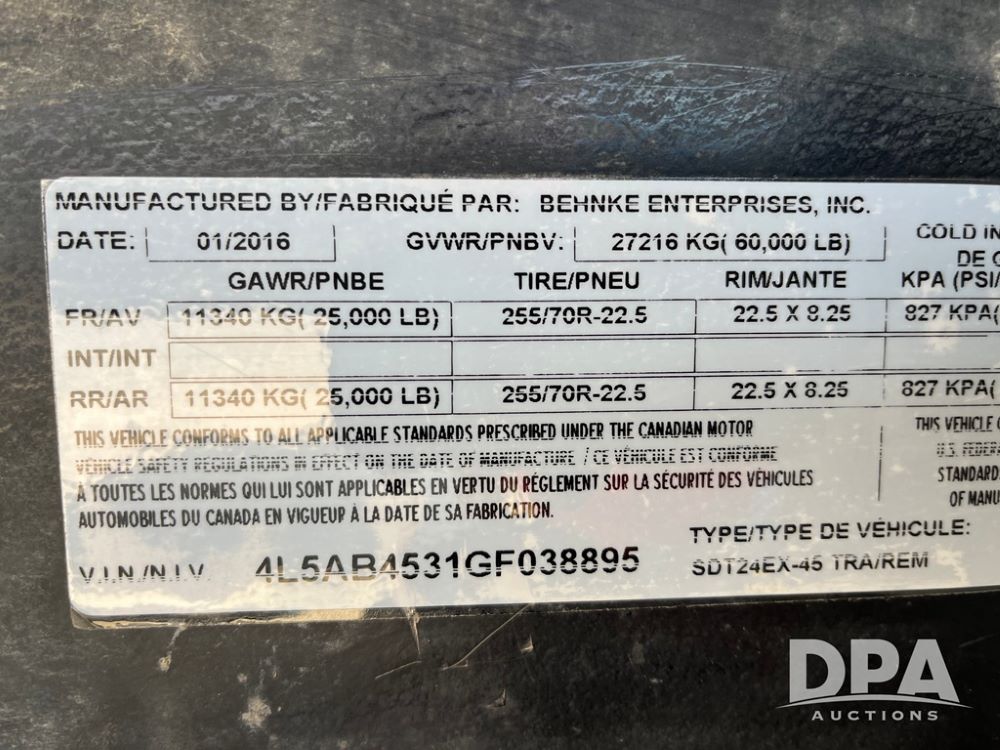 MANUFACTURED BY/FABRIQUÉ PAR: BEHNKE ENTERPRISES, INC.
DATE: 01/2016 GVWR/PNBV: 27216 KG( 60,000 LB) COLD IN
DE C
GAWR/PNBE TIRE/PNEU RIM/JANTE KPA (PSI/
FR/AV 11340 KG( 25,000 LB) 255/70R-22.5 22.5 X 8.25 827 KPA(
INT/INT
RR/AR 11340 KG( 25,000 LB) 255/70R-22.5 22.5 X 8.25 827 KPA(
THIS VEHICLE CONFORMS TO ALL APPLICABLE STANDARDS PRESCRIBED UNDER THE CANADIAN MOTOR
VEHICLE SAFETY REGULATIONS IN EFFECT ON THE DATE OF MANUFACTURE / CE VÉHICULE EST CONFORME
À TOUTES LES NORMES QUI LUI SONT APPLICABLES EN VERTU DU RÉGLEMENT SUR LA SÉCURITÉ DES VÉHICULES
AUTOMOBILES DU CANADA EN VIGUEUR À LA DATE DE SA FABRICATION.
THIS VEHICLE C
U.S. FEDERA
STANDARD
OF MANU
V.I.N./N.I.V. 4L5AB4531GF038895
TYPE/TYPE DE VÉHICULE:
SDT24EX-45 TRA/REM
DPA
AUCTIONS